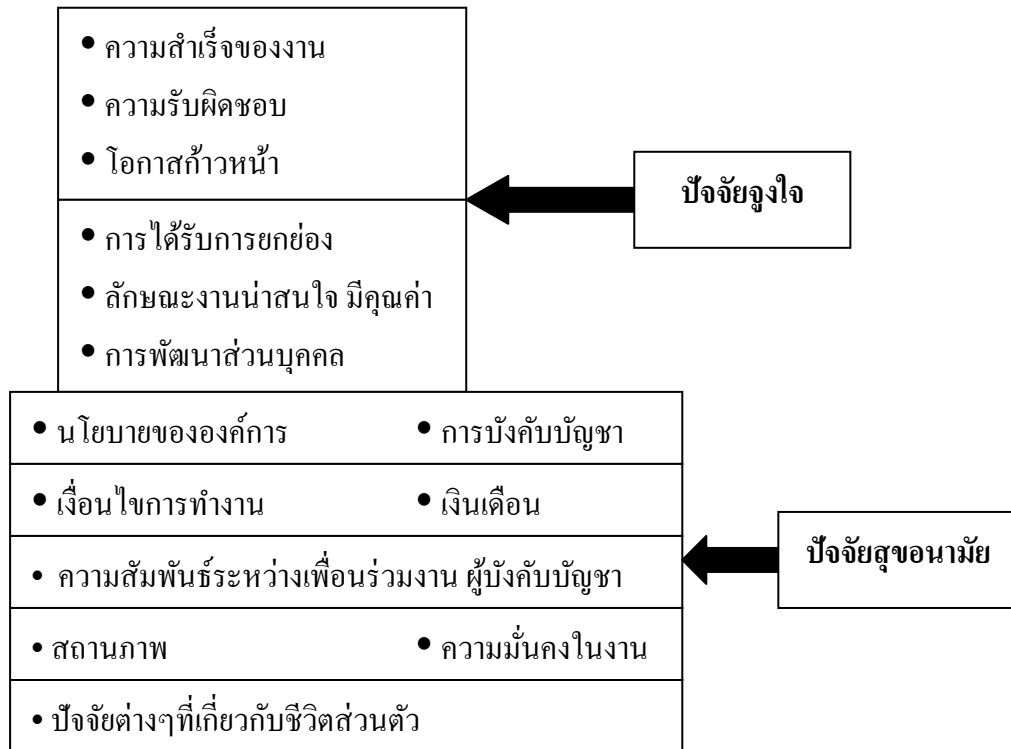 • ความสำเร็จของงาน
• ความรับผิดชอบ
• โอกาสก้าวหน้า
ปัจจัยจูงใจ
• การได้รับการยกย่อง
• ลักษณะงานน่าสนใจ มีคุณค่า
• การพัฒนาส่วนบุคคล
• นโยบายขององค์การ • การบังคับบัญชา
• เงื่อนไขการทำงาน • เงินเดือน
ปัจจัยสุขอนามัย
• ความสัมพันธ์ระหว่างเพื่อนร่วมงาน ผู้บังคับบัญชา
• สถานภาพ • ความมั่นคงในงาน
• ปัจจัยต่างๆที่เกี่ยวกับชีวิตส่วนตัว